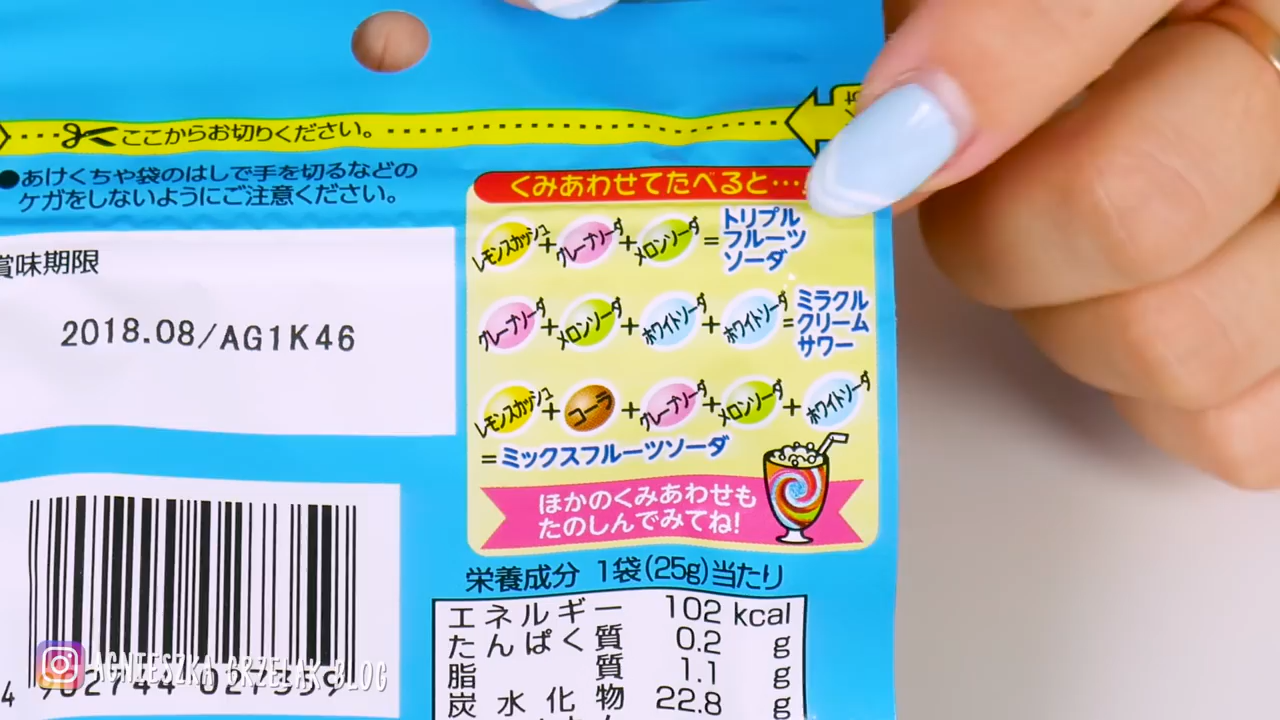 ここからお切りください。
●あけくちや袋のはしで手を切るなどの
ケガをしないようにご注意ください。
賞味期限
2018.08/AG1K46
くみあわせてたべると…
レモンスカッシュ+グレーナソーダ+メロンソーダ=トリプル
フルーツ
ソーダ
グレーナソーダ+メロンソーダ+ホワイトソーダ+ホワイトソーダ=ミラクル
クリーム
サワー
レモンスカッシュ+コーラ+グレーナソーダ+メロンソーダ+ホワイトソーダ
=ミックスフルーツソーダ
ほかのくみあわせも
たのしんでみてね!
栄養成分 1袋(25g)当たり
エネルギー 102 kcal
たんぱく質 0.2 g
脂質 1.1 g
炭水化物 22.8 g
AGNIESZKA GRZELAK BLOG